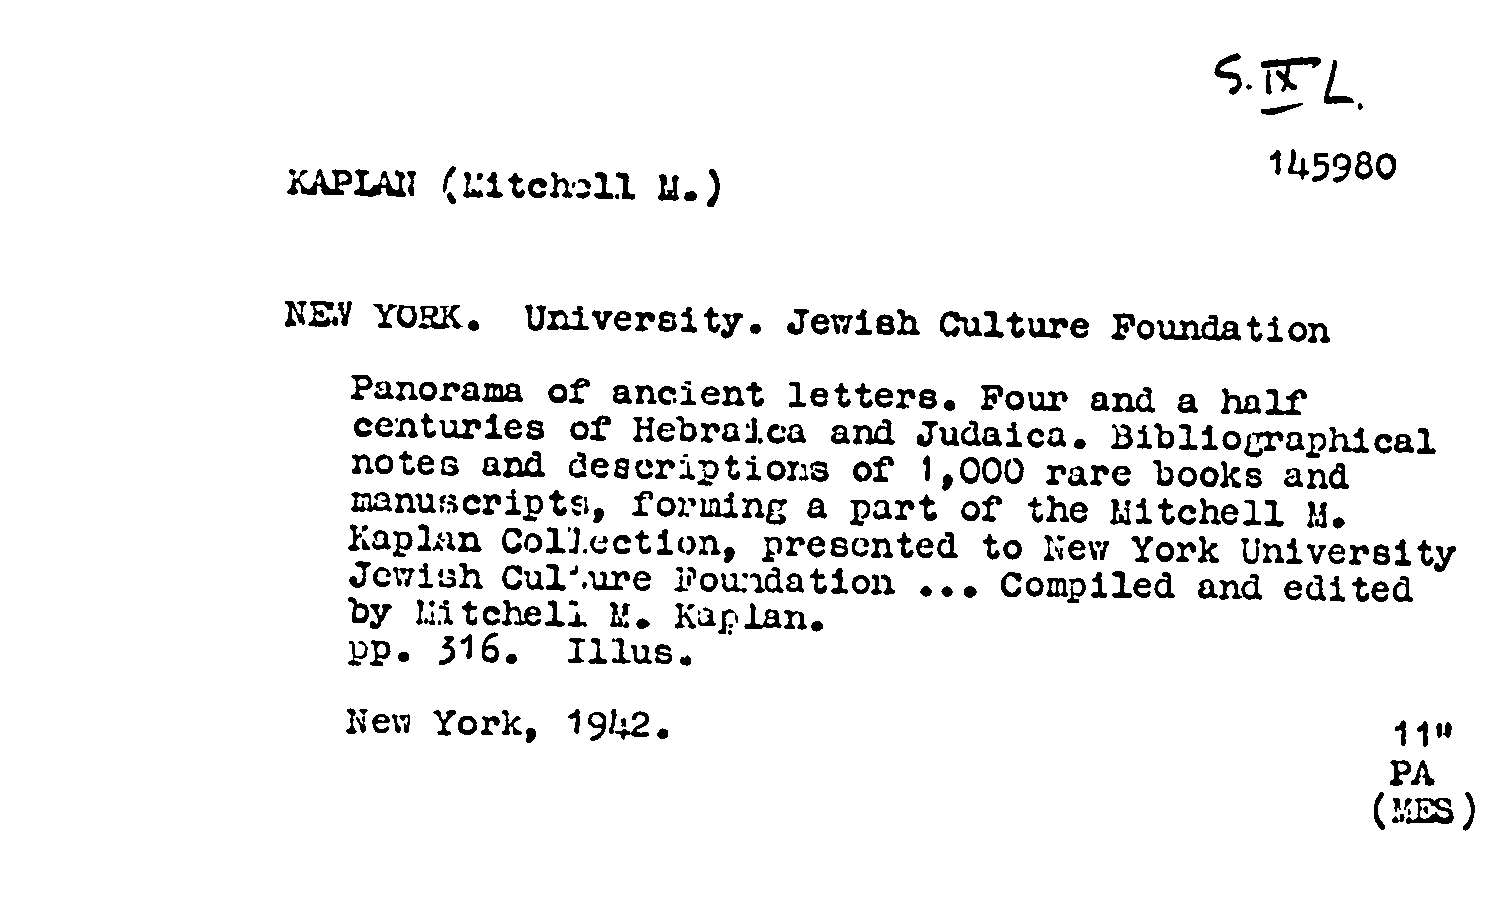 S. IX L.
145980
KAPLAN (Mitchell M.)
NEW YORK. University. Jewish Culture Foundation
Panorama of ancient letters. Four and a half
centuries of Hebraica and Judaica. Bibliographical
notes and descriptions of 1,000 rare books and
manuscripts, forming a part of the Mitchell M.
Kaplan Collection, presented to New York University
Jewish Culture Foundation ... Compiled and edited
by Mitchell M. Kaplan.
pp. 316. Illus.
New York, 1942.
11"
PA
(MES)